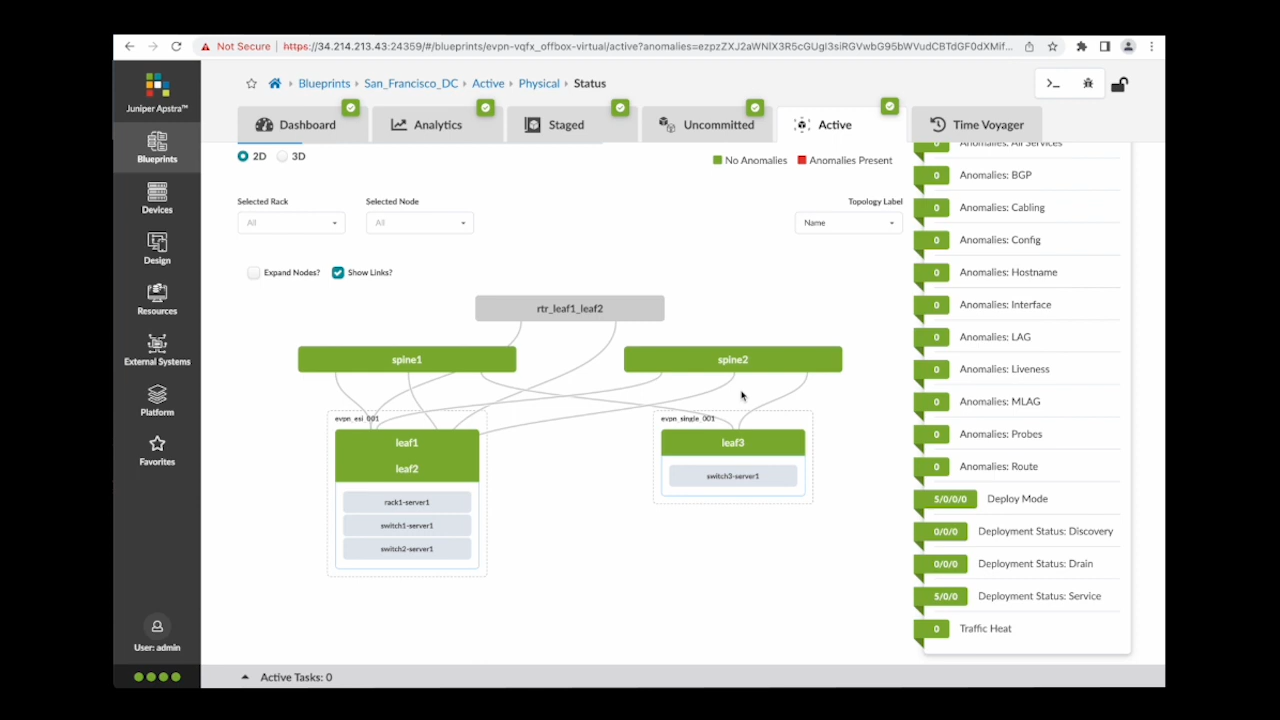 Not Secure
https://34.214.213.43:24359/#/blueprints/evpn-vqfx_offbox-virtual/active?anomalies=ezpzZXJ2aWNlX3R5cGUgI3siRGVwbG95bWVudCBTdGF0dXMif...
Juniper Apstra™
Blueprints
Devices
Design
Resources
External Systems
Platform
Favorites
User: admin
Blueprints San_Francisco_DC Active Physical Status
Dashboard Analytics Staged Uncommitted Active Time Voyager
2D 3D
No Anomalies Anomalies Present
Selected Rack Selected Node Topology Label
All All Name
Expand Nodes? Show Links?
rtr_leaf1_leaf2
spine1 spine2
evpn_esi_001 evpn_single_001
leaf1 leaf3
leaf2
switch3-server1
rack1-server1
switch1-server1
switch2-server1
Anomalies: All Services
0 Anomalies: BGP
0 Anomalies: Cabling
0 Anomalies: Config
0 Anomalies: Hostname
0 Anomalies: Interface
0 Anomalies: LAG
0 Anomalies: Liveness
0 Anomalies: MLAG
0 Anomalies: Probes
0 Anomalies: Route
5/0/0/0 Deploy Mode
0/0/0 Deployment Status: Discovery
0/0/0 Deployment Status: Drain
5/0/0 Deployment Status: Service
0 Traffic Heat
Active Tasks: 0